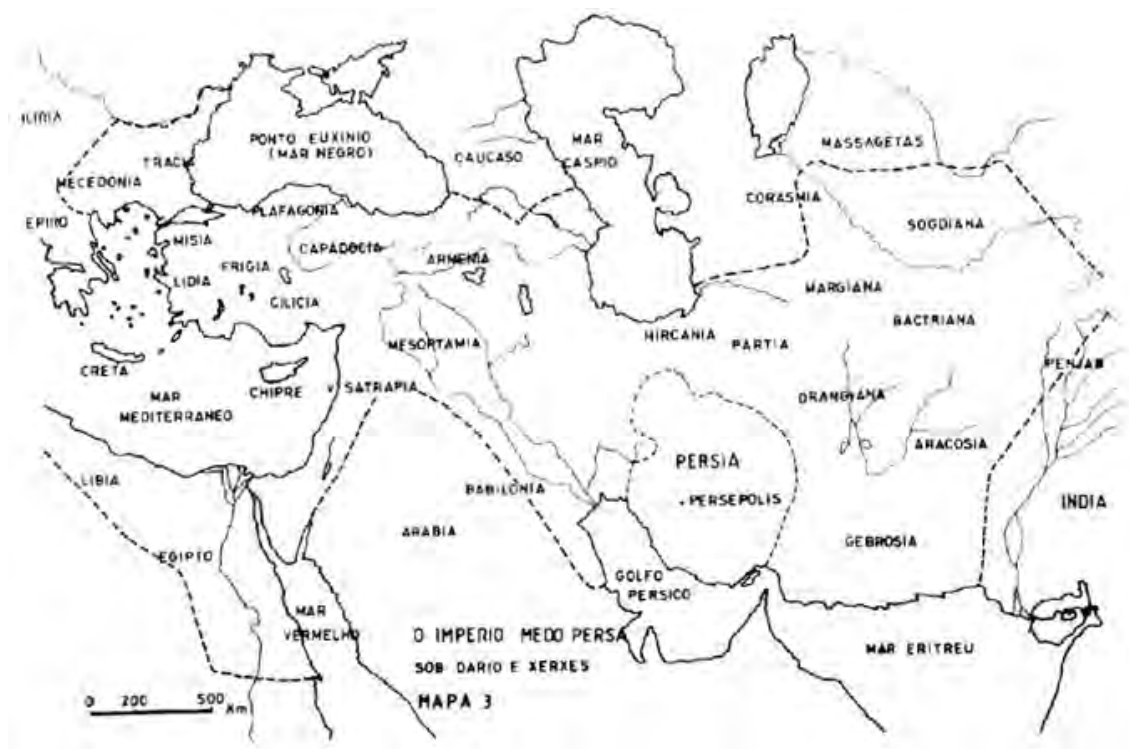 ILIRIA
PONTO EUXINIO
(MAR NEGRO)
CAUCASO
MAR
CASPIO
MASSAGETAS
TRACIA
MECEDONIA
CORASMIA
SOGDIANA
EPIRO
PLAFAGONIA
MISIA
CAPADOCIA
ARMENIA
LIDIA
FRIGIA
CILICIA
MARGIANA
BACTRIANA
MESORTAMIA
HIRCANIA
PARTIA
PENJAB
CRETA
CHIPRE
V SATRAPIA
MAR
MEDITERRANEO
DRANGIANA
ARACOSIA
PERSIA
PERSEPOLIS
LIBIA
BABILONIA
INDIA
ARABIA
EGIPTO
GEBROSIA
GOLFO
PERSICO
MAR
VERMELHO
O IMPERIO MEDO PERSA
SOB DARIO E XERXES
MAPA 3
MAR ERITREU
0 200 500 Km